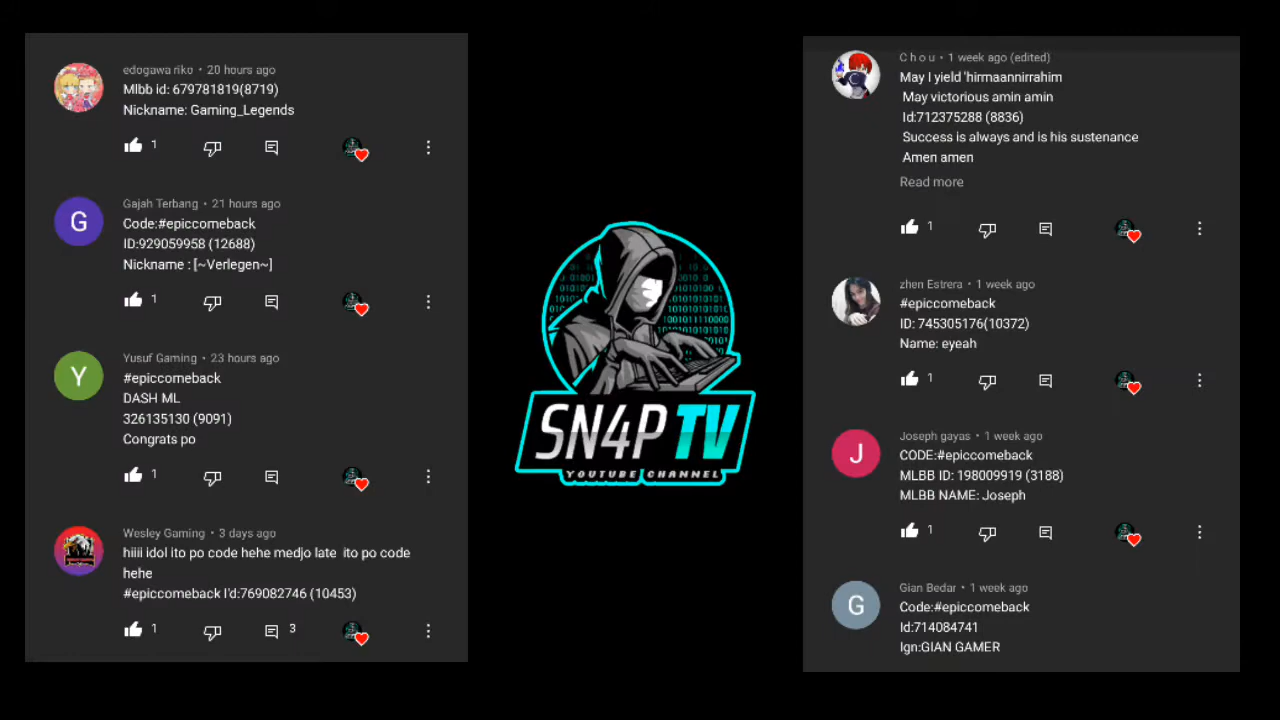 edogawa riko • 20 hours ago
Mlbb id: 679781819(8719)
Nickname: Gaming_Legends
1
G
Gajah Terbang • 21 hours ago
Code:#epiccomeback
ID:929059958 (12688)
Nickname : [~Verlegen~]
1
Y
Yusuf Gaming • 23 hours ago
#epiccomeback
DASH ML
326135130 (9091)
Congrats po
1
Wesley Gaming • 3 days ago
hiiii idol ito po code hehe medjo late  ito po code
hehe
#epiccomeback I'd:769082746 (10453)
1
3
SN4P TV
YOUTUBE CHANNEL
C h o u • 1 week ago (edited)
May I yield 'hirmaannirrahim
May victorious amin amin
Id:712375288 (8836)
Success is always and is his sustenance
Amen amen
Read more
1
zhen Estrera • 1 week ago
#epiccomeback
ID: 745305176(10372)
Name: eyeah
1
J
Joseph gayas • 1 week ago
CODE:#epiccomeback
MLBB ID: 198009919 (3188)
MLBB NAME: Joseph
1
G
Gian Bedar • 1 week ago
Code:#epiccomeback
Id:714084741
Ign:GIAN GAMER